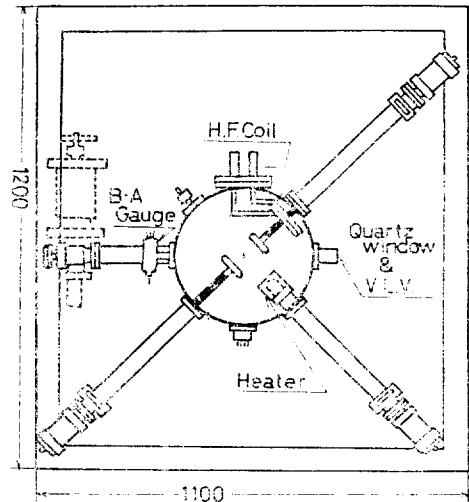 H.F Coil
B-A
Gauge
1200
Quartz
window
&
V.L.V.
Heater
1100